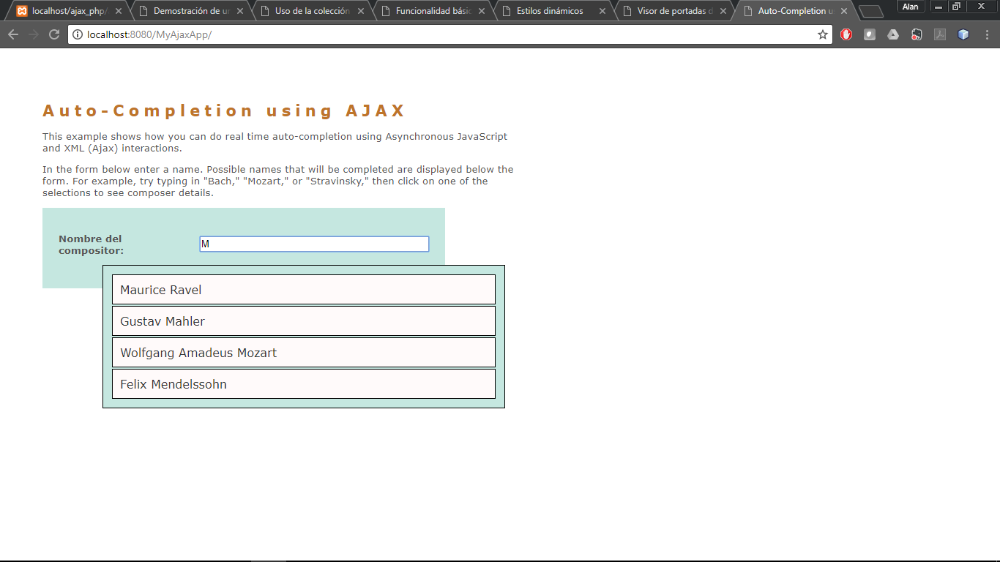 localhost/ajax_php/
Demostración de un
Uso de la colección
Funcionalidad básic
Estilos dinámicos
Visor de portadas d
Auto-Completion u
Alan
localhost:8080/MyAjaxApp/
Auto-Completion using AJAX
This example shows how you can do real time auto-completion using Asynchronous JavaScript
and XML (Ajax) interactions.
In the form below enter a name. Possible names that will be completed are displayed below the
form. For example, try typing in "Bach," "Mozart," or "Stravinsky," then click on one of the
selections to see composer details.
Nombre del
compositor:
M
Maurice Ravel
Gustav Mahler
Wolfgang Amadeus Mozart
Felix Mendelssohn